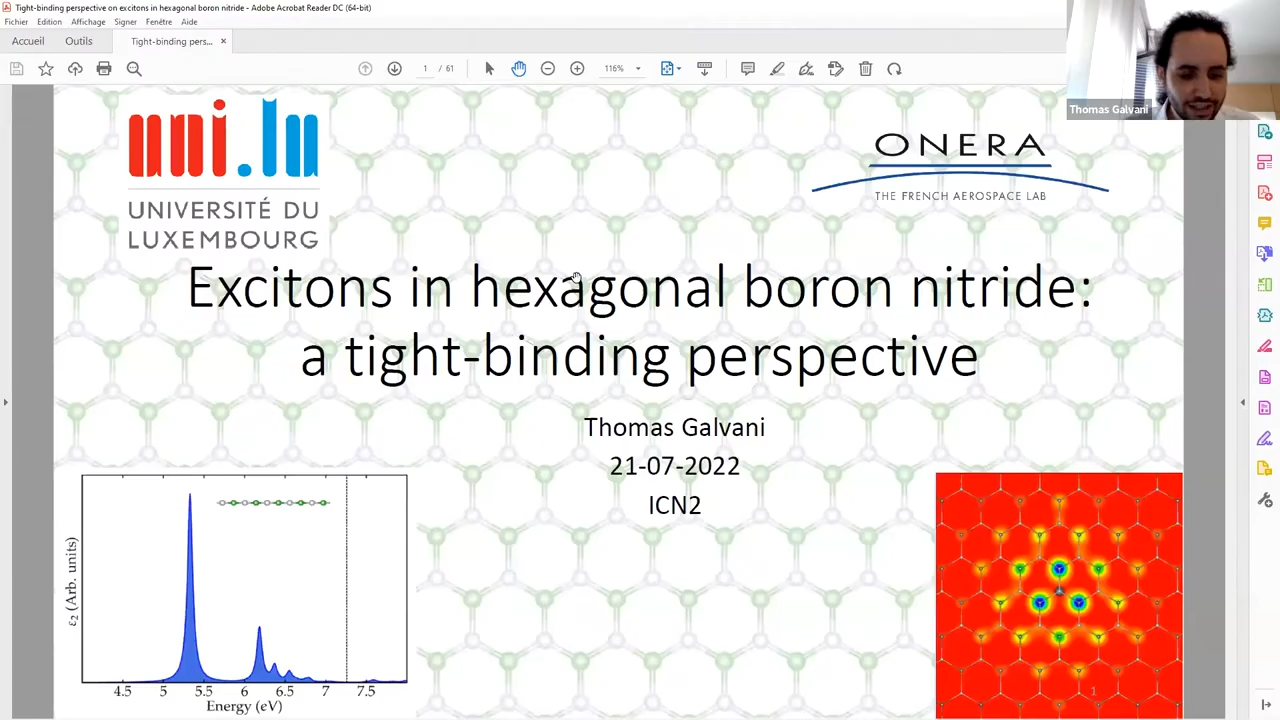 Tight-binding perspective on excitons in hexagonal boron nitride - Adobe Acrobat Reader DC (64-bit)
Fichier Edition Affichage Signer Fenêtre Aide
Accueil Outils Tight-binding pers... ×
1 / 61 116%
Thomas Galvani
uni.lu
UNIVERSITÉ DU
LUXEMBOURG
ONERA
THE FRENCH AEROSPACE LAB
Excitons in hexagonal boron nitride:
a tight-binding perspective
Thomas Galvani
21-07-2022
ICN2
ε2 (Arb. units)
4.5 5 5.5 6 6.5 7 7.5
Energy (eV)
1